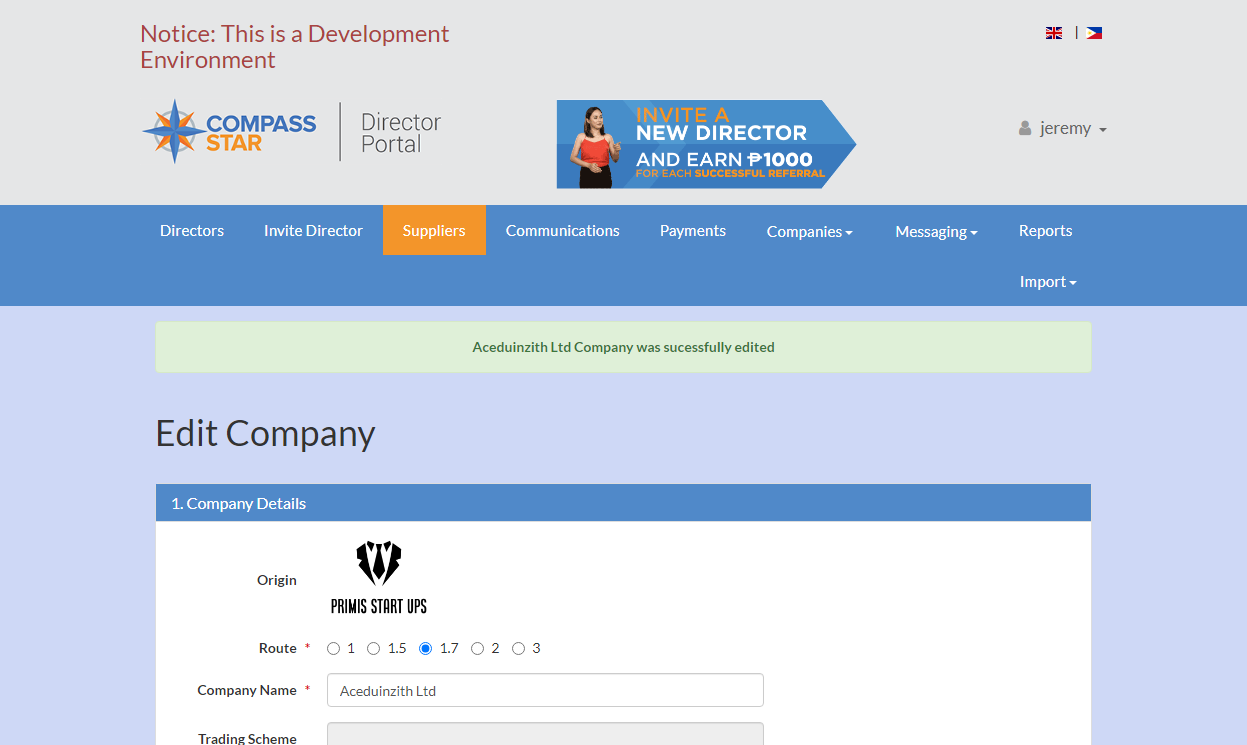 Notice: This is a Development
Environment
|
COMPASS
STAR
Director
Portal
INVITE A
NEW DIRECTOR
AND EARN ₱1000
FOR EACH SUCCESSFUL REFERRAL
jeremy
Directors Invite Director Suppliers Communications Payments Companies Messaging Reports
Import
Aceduinzith Ltd Company was sucessfully edited
Edit Company
1. Company Details
Origin
PRIMIS START UPS
Route * 1 1.5 1.7 2 3
Company Name * Aceduinzith Ltd
Trading Scheme